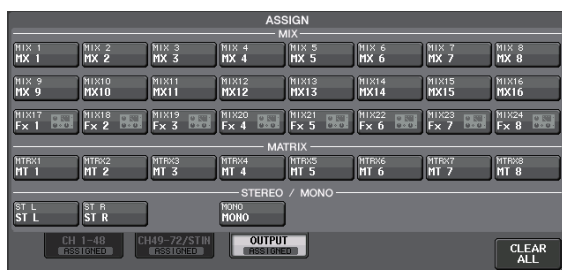 ASSIGN
MIX
MIX 1 MIX 2 MIX 3 MIX 4 MIX 5 MIX 6 MIX 7 MIX 8
MX 1 MX 2 MX 3 MX 4 MX 5 MX 6 MX 7 MX 8
MIX 9 MIX10 MIX11 MIX12 MIX13 MIX14 MIX15 MIX16
MX 9 MX10 MX11 MX12 MX13 MX14 MX15 MX16
MIX17 MIX18 MIX19 MIX20 MIX21 MIX22 MIX23 MIX24
Fx 1 Fx 2 Fx 3 Fx 4 Fx 5 Fx 6 Fx 7 Fx 8
MATRIX
MTRX1 MTRX2 MTRX3 MTRX4 MTRX5 MTRX6 MTRX7 MTRX8
MT 1 MT 2 MT 3 MT 4 MT 5 MT 6 MT 7 MT 8
STEREO / MONO
ST L ST R MONO
ST L ST R MONO
CH 1-48 CH49-72/STIN OUTPUT
ASSIGNED ASSIGNED ASSIGNED
CLEAR
ALL